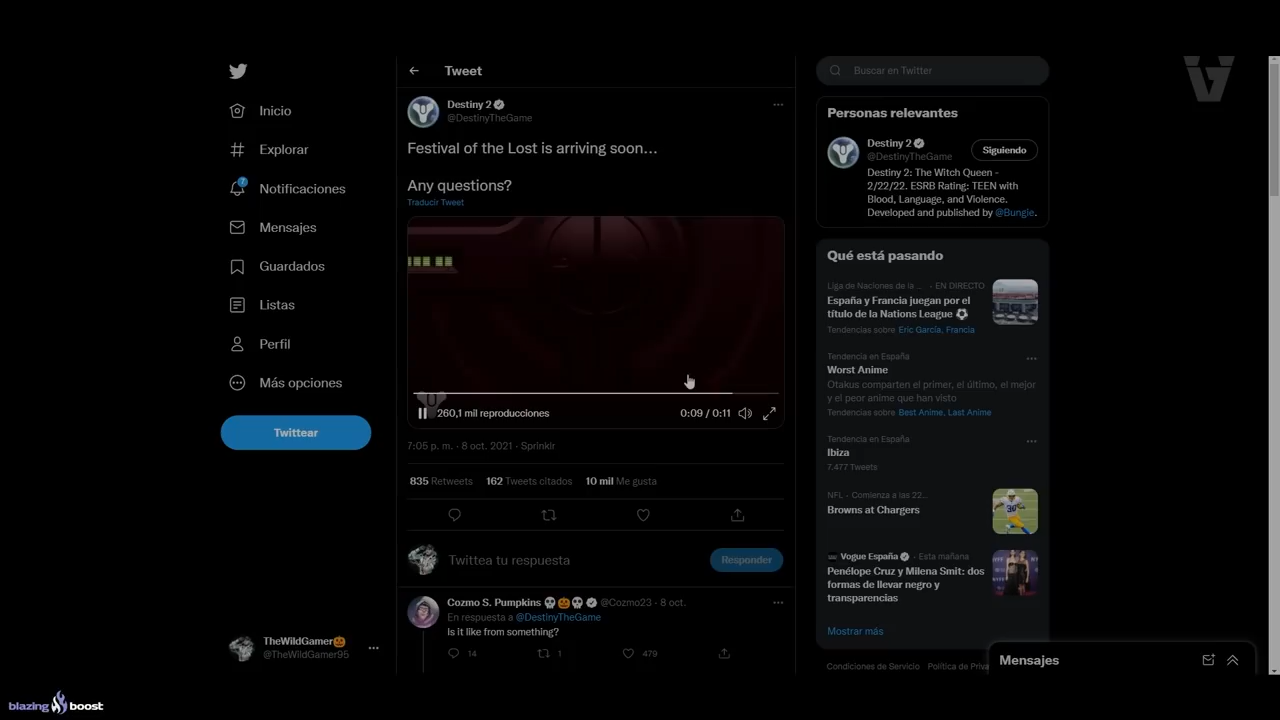 Inicio
Explorar
7
Notificaciones
Mensajes
Guardados
Listas
Perfil
Más opciones
Twittear
TheWildGamer🎃
@TheWildGamer95
Tweet
Destiny 2
@DestinyTheGame
Festival of the Lost is arriving soon…
Any questions?
Traducir Tweet
260,1 mil reproducciones
0:09 / 0:11
7:05 p. m. · 8 oct. 2021 · Sprinklr
835 Retweets 162 Tweets citados 10 mil Me gusta
Twittea tu respuesta
Responder
Cozmo S. Pumpkins 💀🎃💀 @Cozmo23 · 8 oct.
En respuesta a @DestinyTheGame
Is it like from something?
14 1 479
Buscar en Twitter
Personas relevantes
Destiny 2
@DestinyTheGame
Siguiendo
Destiny 2: The Witch Queen -
2/22/22. ESRB Rating: TEEN with
Blood, Language, and Violence.
Developed and published by @Bungie.
Qué está pasando
Liga de Naciones de la ... · EN DIRECTO
España y Francia juegan por el
título de la Nations League ⚽
Tendencias sobre Eric García, Francia
Tendencia en España
Worst Anime
Otakus comparten el primer, el último, el mejor
y el peor anime que han visto
Tendencias sobre Best Anime, Last Anime
Tendencia en España
Ibiza
7.477 Tweets
NFL · Comienza a las 22...
Browns at Chargers
Vogue España · Esta mañana
Penélope Cruz y Milena Smit: dos
formas de llevar negro y
transparencias
Mostrar más
Condiciones de Servicio Política de Priva
Mensajes
blazing boost